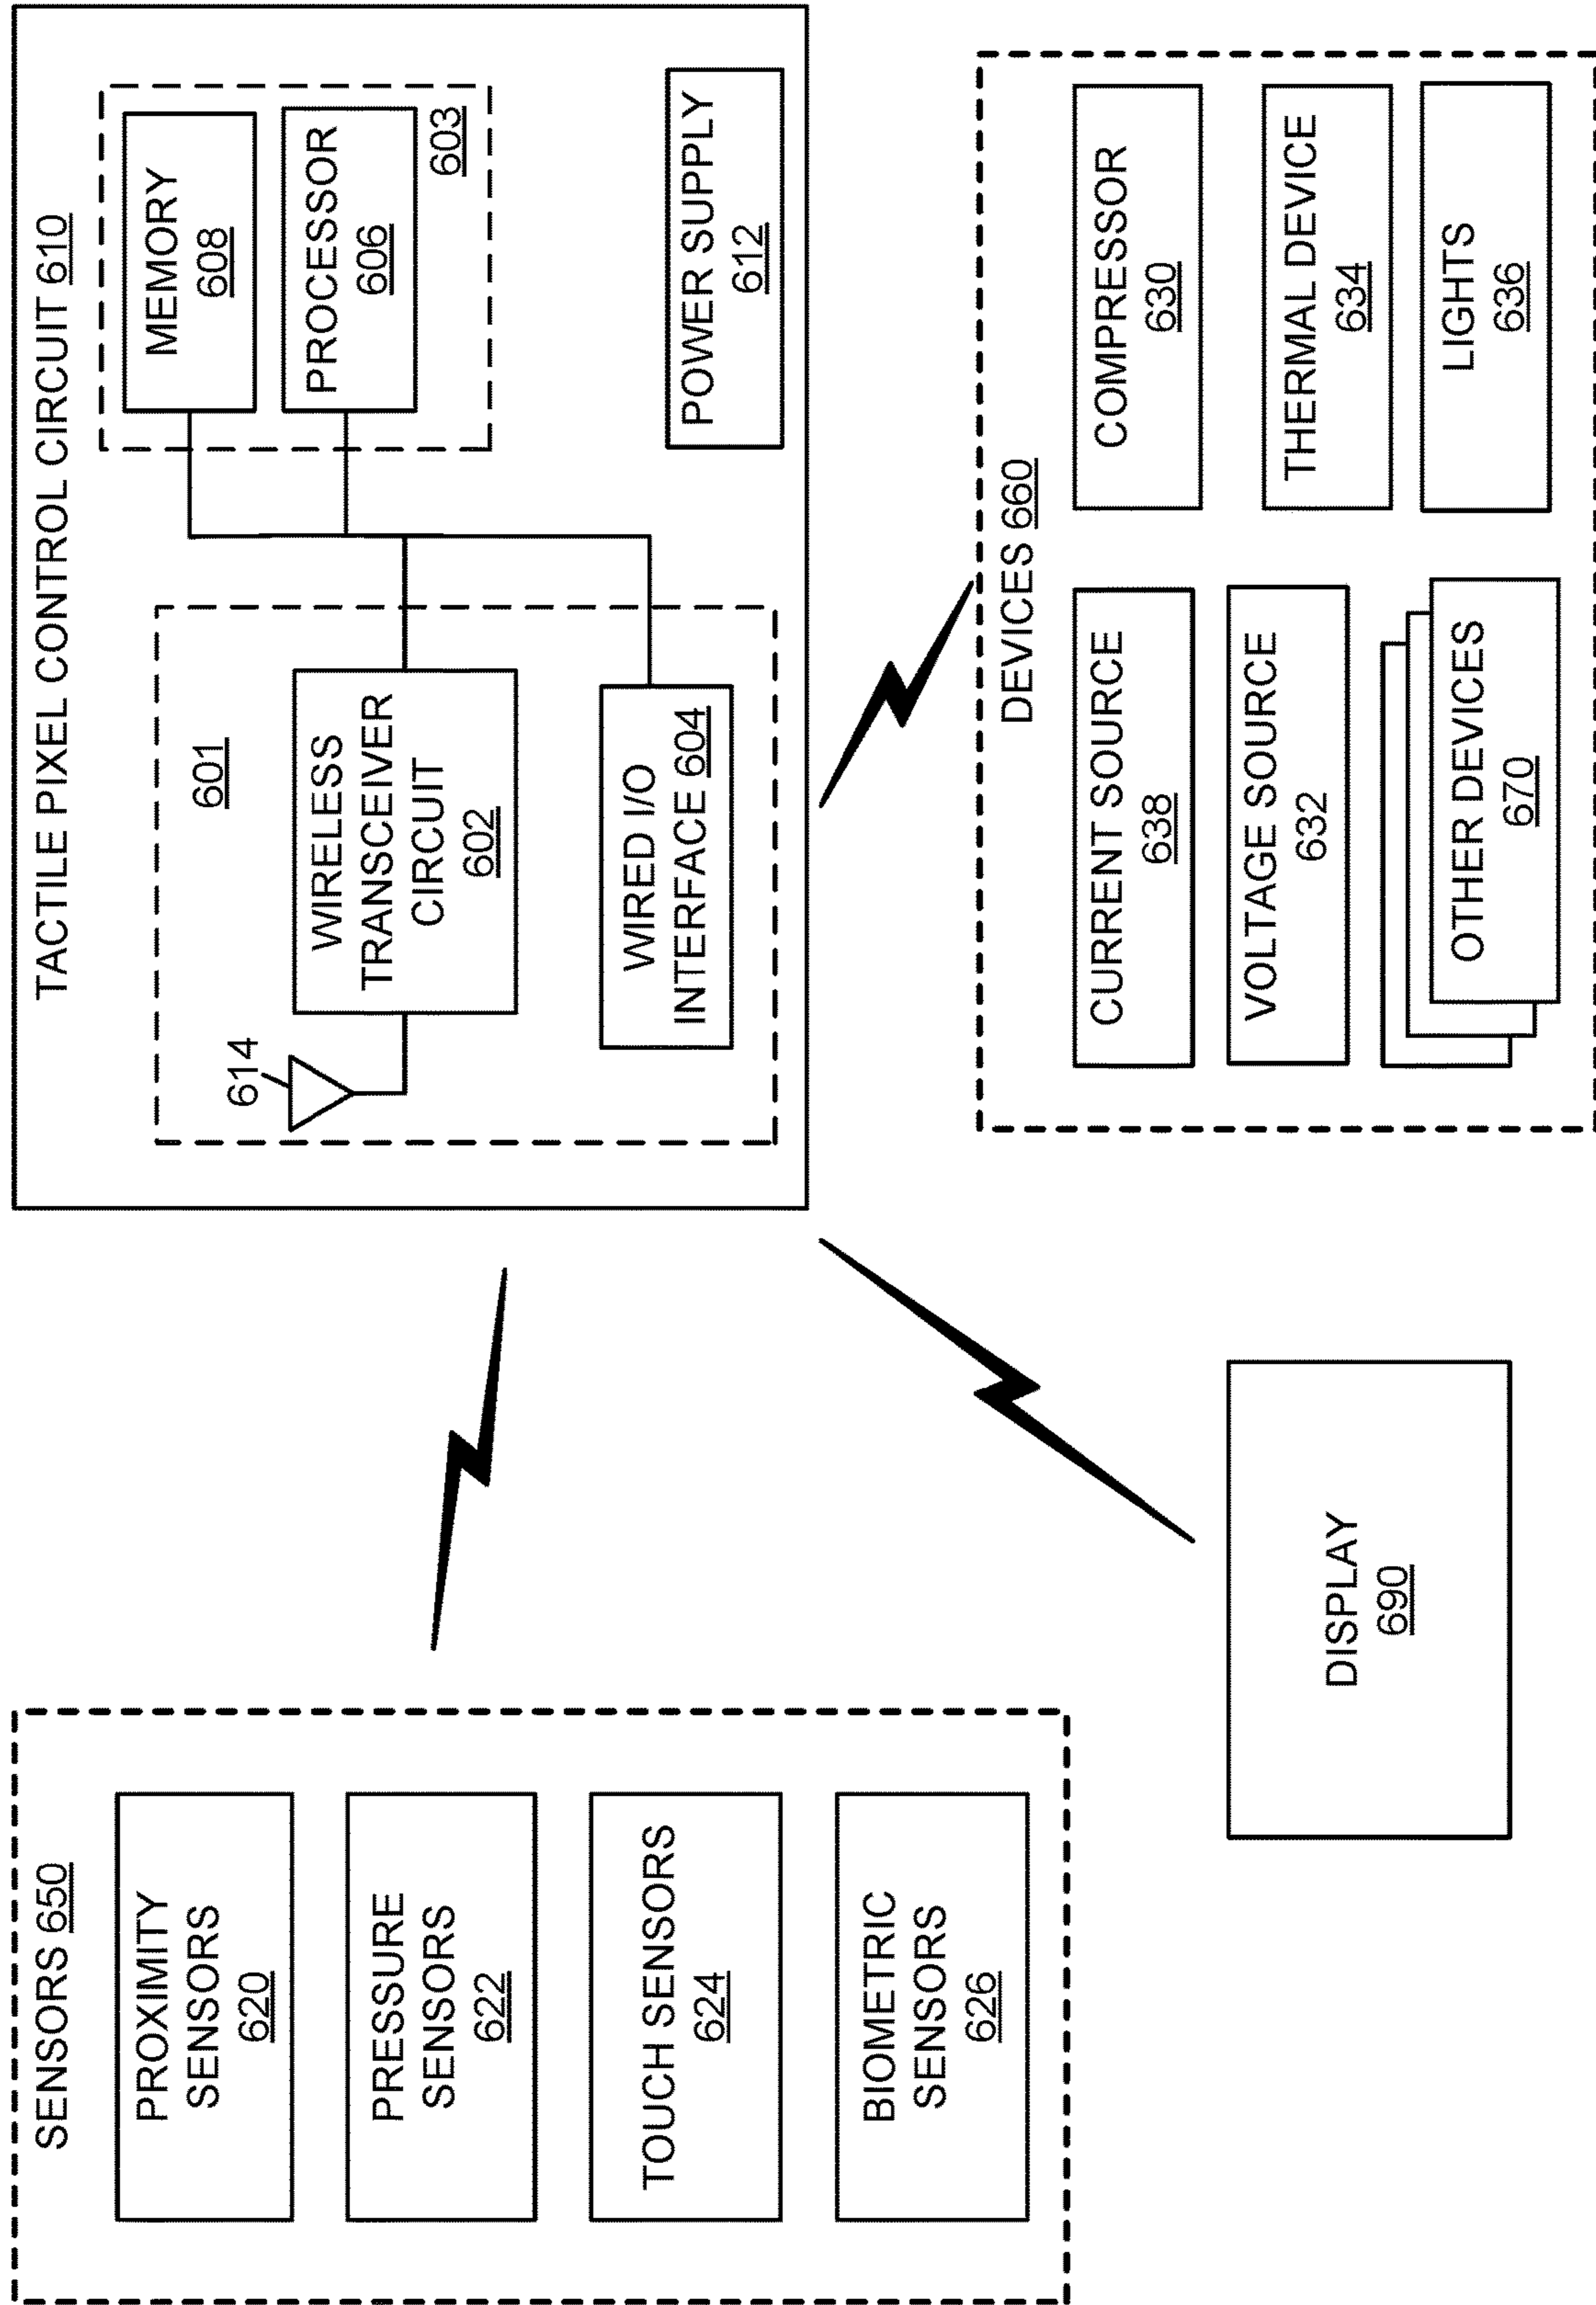 SENSORS 650
PROXIMITY
SENSORS
620
PRESSURE
SENSORS
622
TOUCH SENSORS
624
BIOMETRIC
SENSORS
626
TACTILE PIXEL CONTROL CIRCUIT 610
614
601
WIRELESS
TRANSCEIVER
CIRCUIT
602
WIRED I/O
INTERFACE 604
MEMORY
608
PROCESSOR
606
603
POWER SUPPLY
612
DISPLAY
690
DEVICES 660
CURRENT SOURCE
638
VOLTAGE SOURCE
632
OTHER DEVICES
670
COMPRESSOR
630
THERMAL DEVICE
634
LIGHTS
636